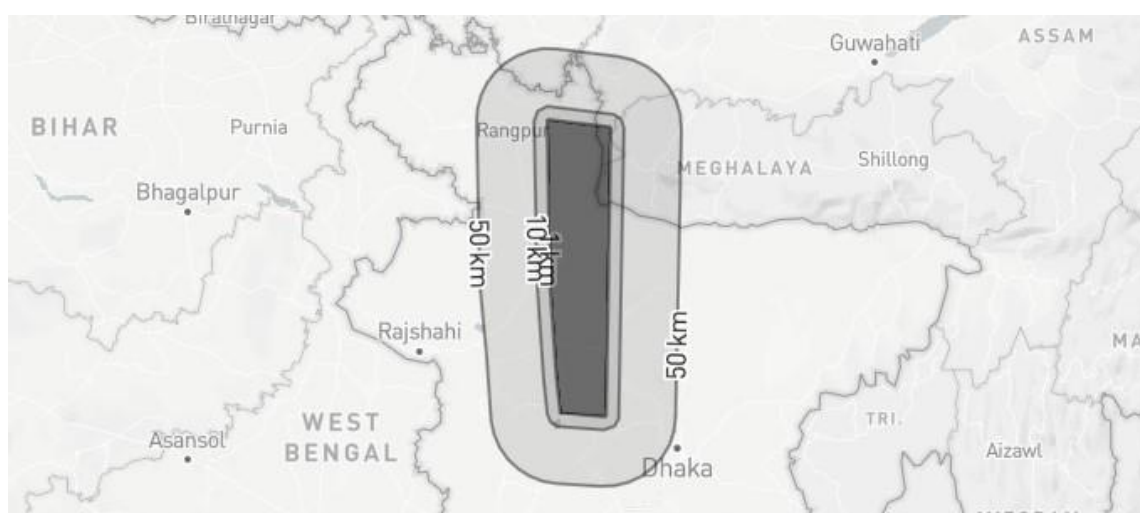 Biratnagar
Guwahati
ASSAM
BIHAR
Purnia
Rangpur
Bhagalpur
MEGHALAYA
Shillong
50 km
10 km
1 km
Rajshahi
50 km
MA
WEST
BENGAL
Asansol
TRI.
Aizawl
Dhaka